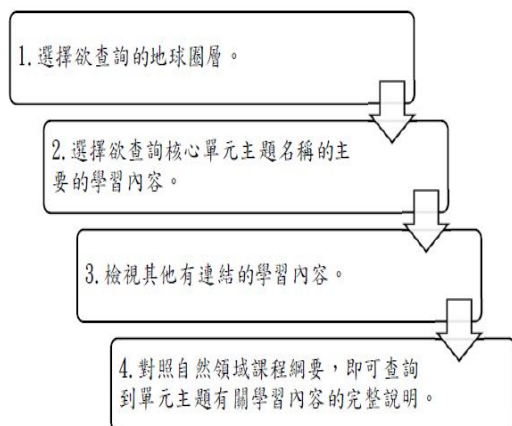 1.選擇欲查詢的地球圈層。
2.選擇欲查詢核心單元主題名稱的主
要的學習內容。
3.檢視其他有連結的學習內容。
4.對照自然領域課程綱要，即可查詢
到單元主題有關學習內容的完整說明。